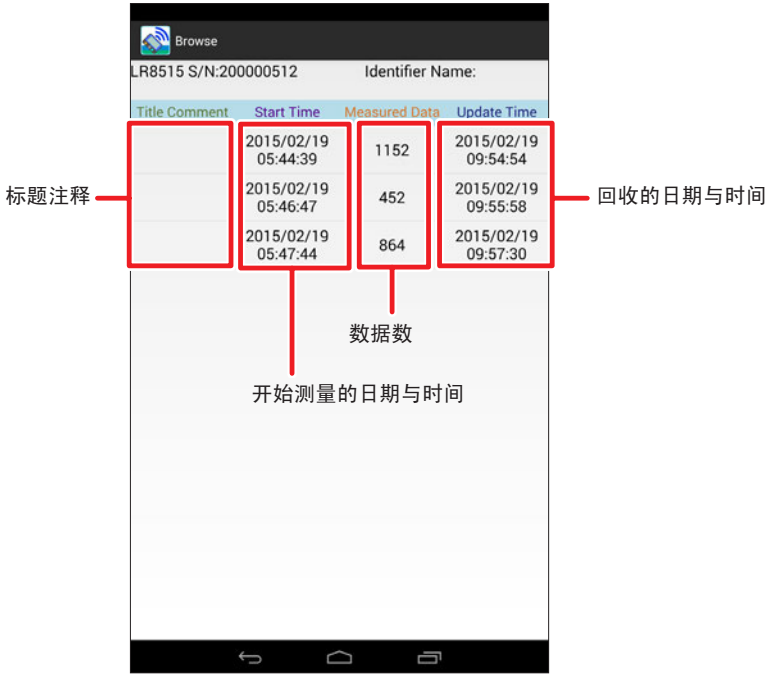 Browse
LR8515 S/N:200000512 Identifier Name:
Title Comment Start Time Measured Data Update Time
2015/02/19 05:44:39 1152 2015/02/19 09:54:54
标题注释 2015/02/19 05:46:47 452 2015/02/19 09:55:58 回收的日期与时间
2015/02/19 05:47:44 864 2015/02/19 09:57:30
数据数
开始测量的日期与时间